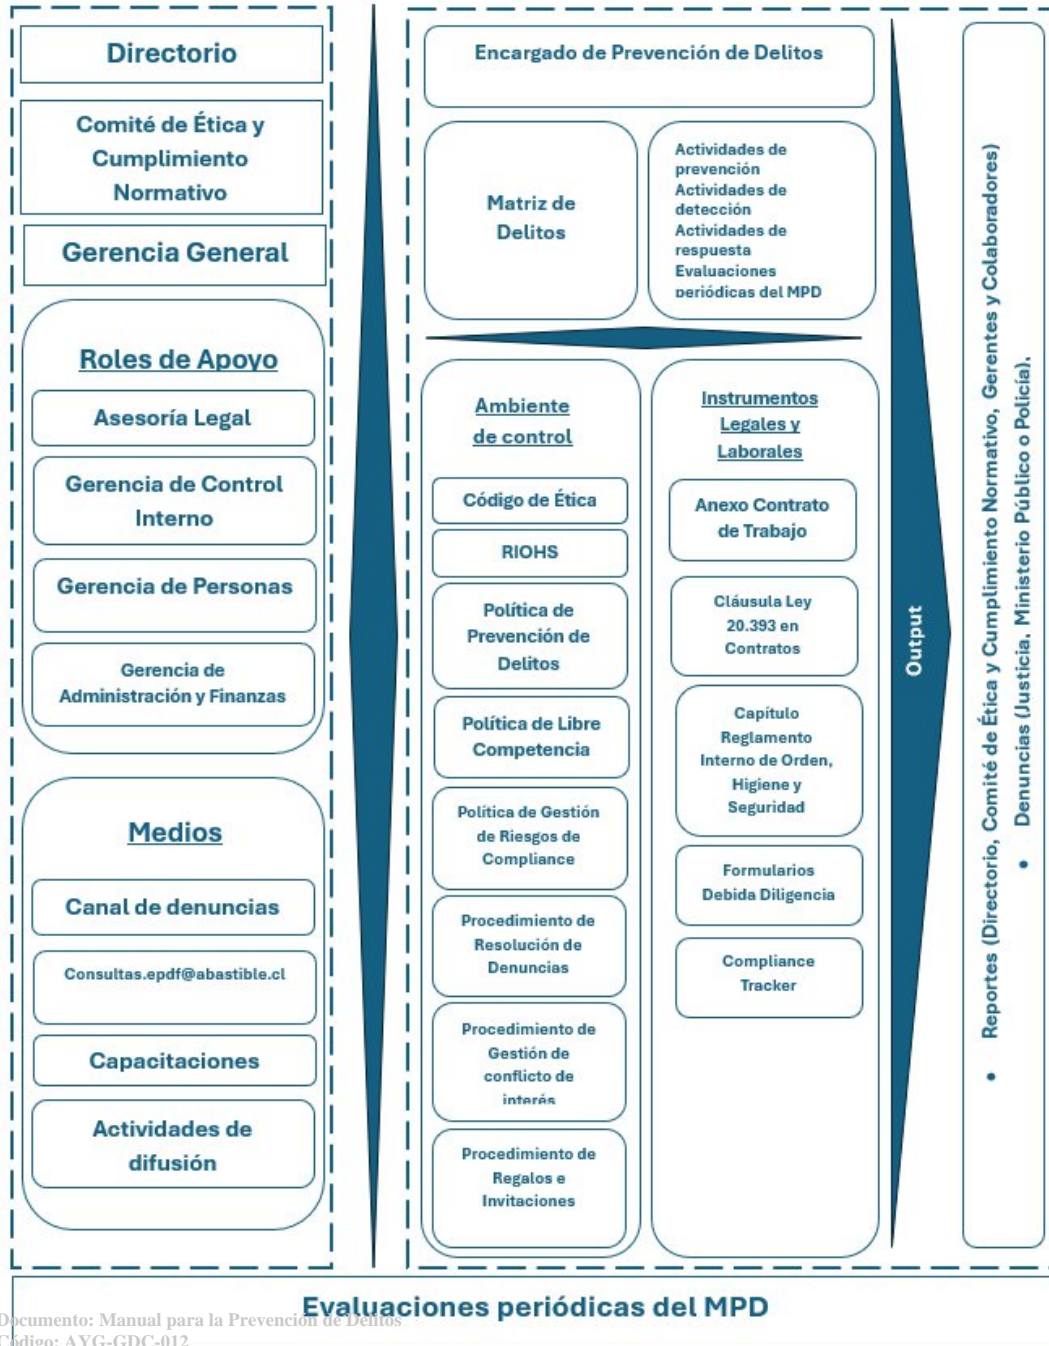 Directorio
Comité de Ética y
Cumplimiento
Normativo
Gerencia General
Roles de Apoyo
Asesoría Legal
Gerencia de Control
Interno
Gerencia de Personas
Gerencia de
Administración y Finanzas
Medios
Canal de denuncias
Consultas.epdf@abastible.cl
Capacitaciones
Actividades de
difusión
Encargado de Prevención de Delitos
Matriz de
Delitos
Actividades de
prevención
Actividades de
detección
Actividades de
respuesta
Evaluaciones
periódicas del MPD
Ambiente
de control
Código de Ética
RIOHS
Política de
Prevención de
Delitos
Política de Libre
Competencia
Política de Gestión
de Riesgos de
Compliance
Procedimiento de
Resolución de
Denuncias
Procedimiento de
Gestión de
conflicto de
interés
Procedimiento de
Regalos e
Invitaciones
Instrumentos
Legales y
Laborales
Anexo Contrato
de Trabajo
Cláusula Ley
20.393 en
Contratos
Capítulo
Reglamento
Interno de Orden,
Higiene y
Seguridad
Formularios
Debida Diligencia
Compliance
Tracker
Output
• Reportes (Directorio, Comité de Ética y Cumplimiento Normativo, Gerentes y Colaboradores)
• Denuncias (Justicia, Ministerio Público o Policía).
Evaluaciones periódicas del MPD
Documento: Manual para la Prevención de Delitos
Código: AYG-GDC-012